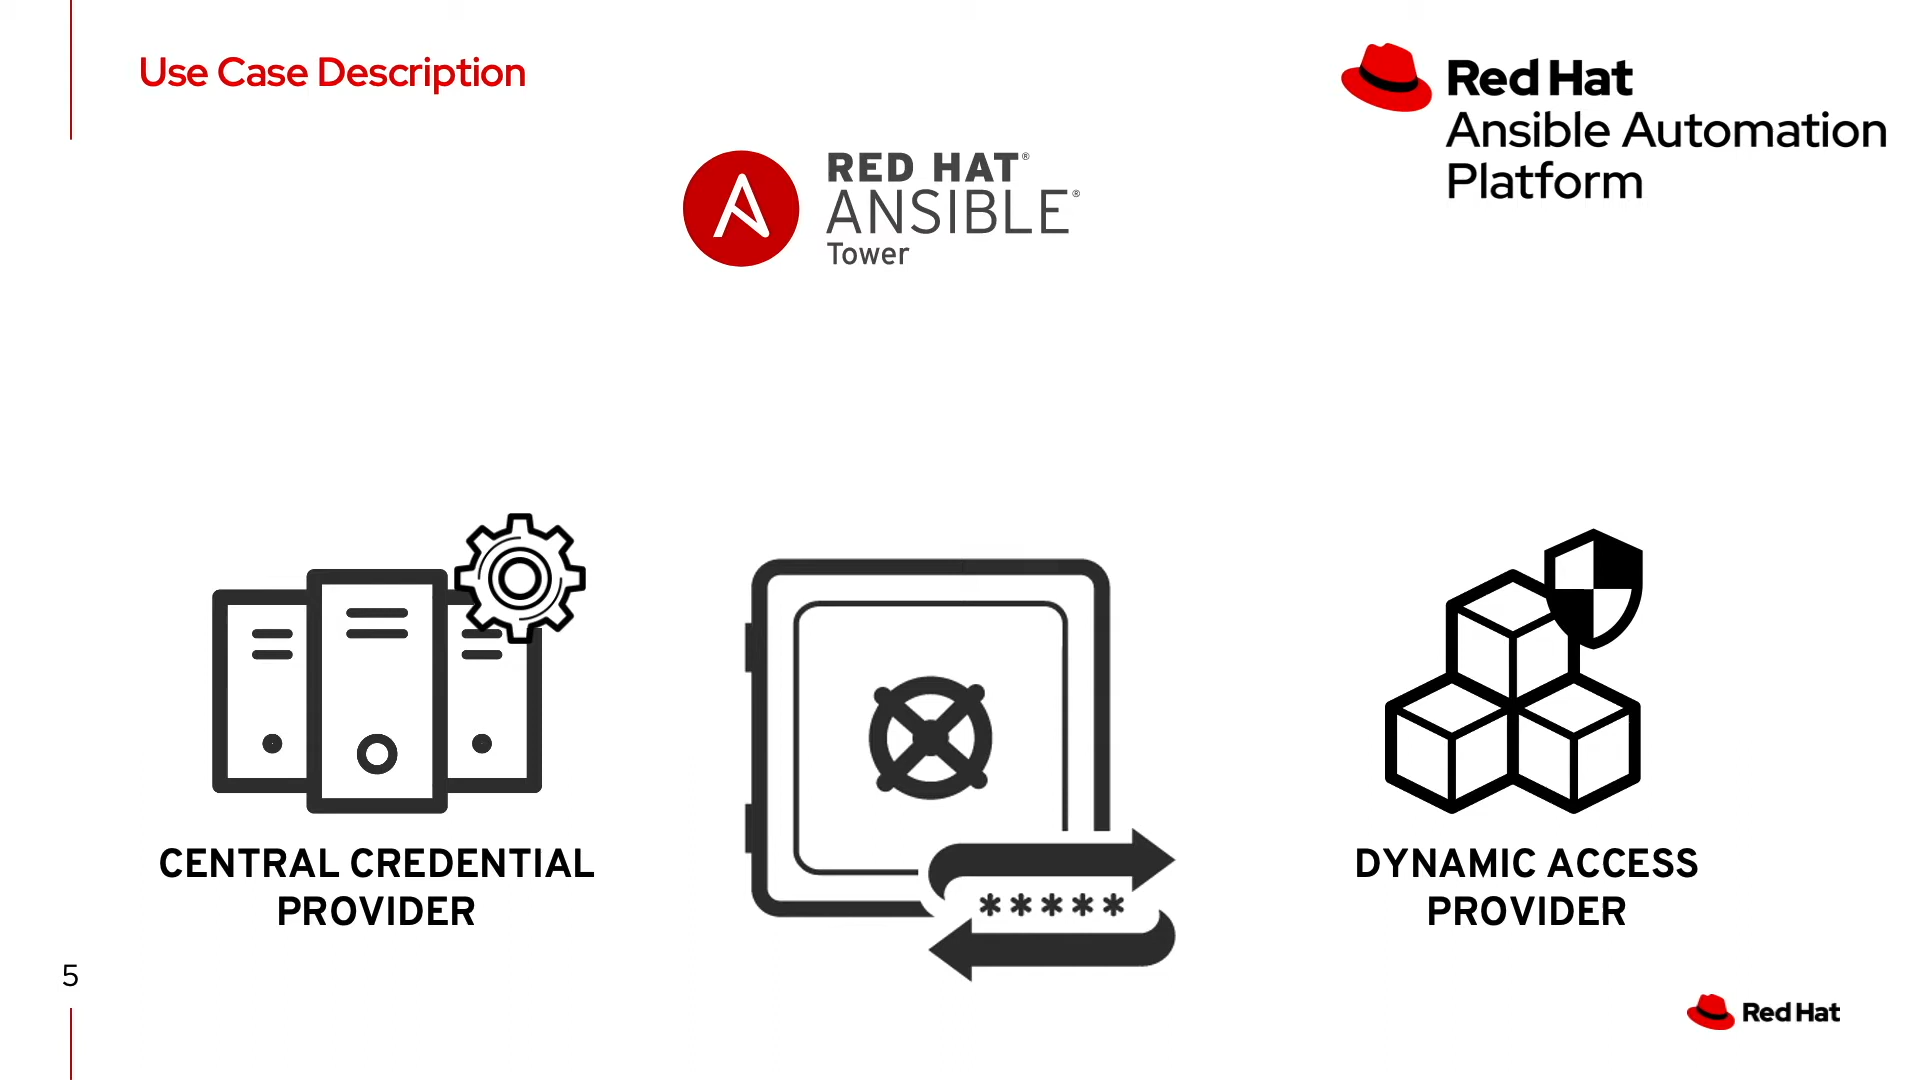 Use Case Description
Red Hat
Ansible Automation
Platform
RED HAT®
ANSIBLE®
Tower
*****
CENTRAL CREDENTIAL
PROVIDER
DYNAMIC ACCESS
PROVIDER
5
Red Hat